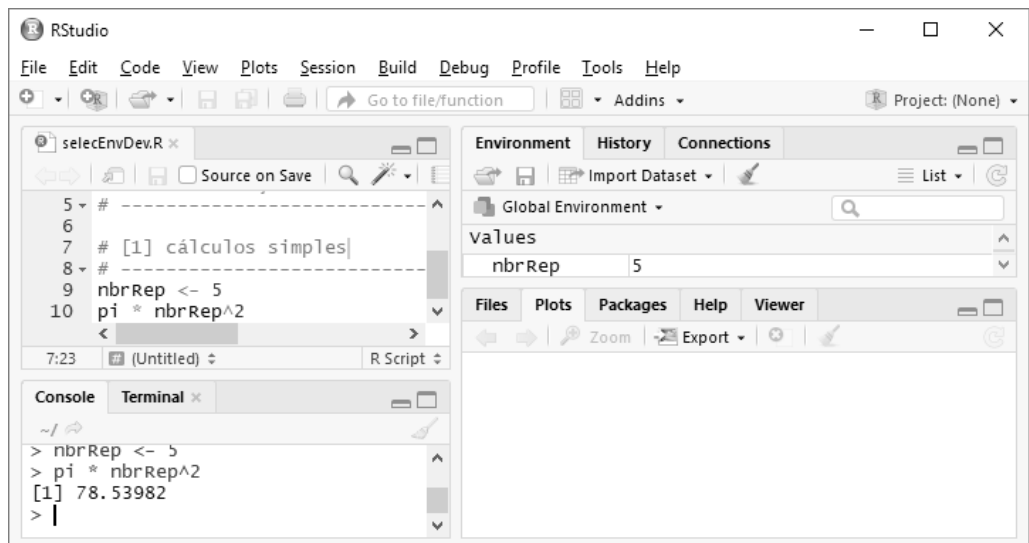 RStudio
File Edit Code View Plots Session Build Debug Profile Tools Help
Go to file/function Addins Project: (None)
selecEnvDev.R
Source on Save
5 # ----------------------------
6
7 # [1] cálculos simples
8 # ----------------------------
9 nbrRep <- 5
10 pi * nbrRep^2
7:23 # (Untitled) R Script
Console Terminal
~/
> nbrRep <- 5
> pi * nbrRep^2
[1] 78.53982
>
Environment History Connections
Import Dataset List
Global Environment
Values
nbrRep 5
Files Plots Packages Help Viewer
Zoom Export